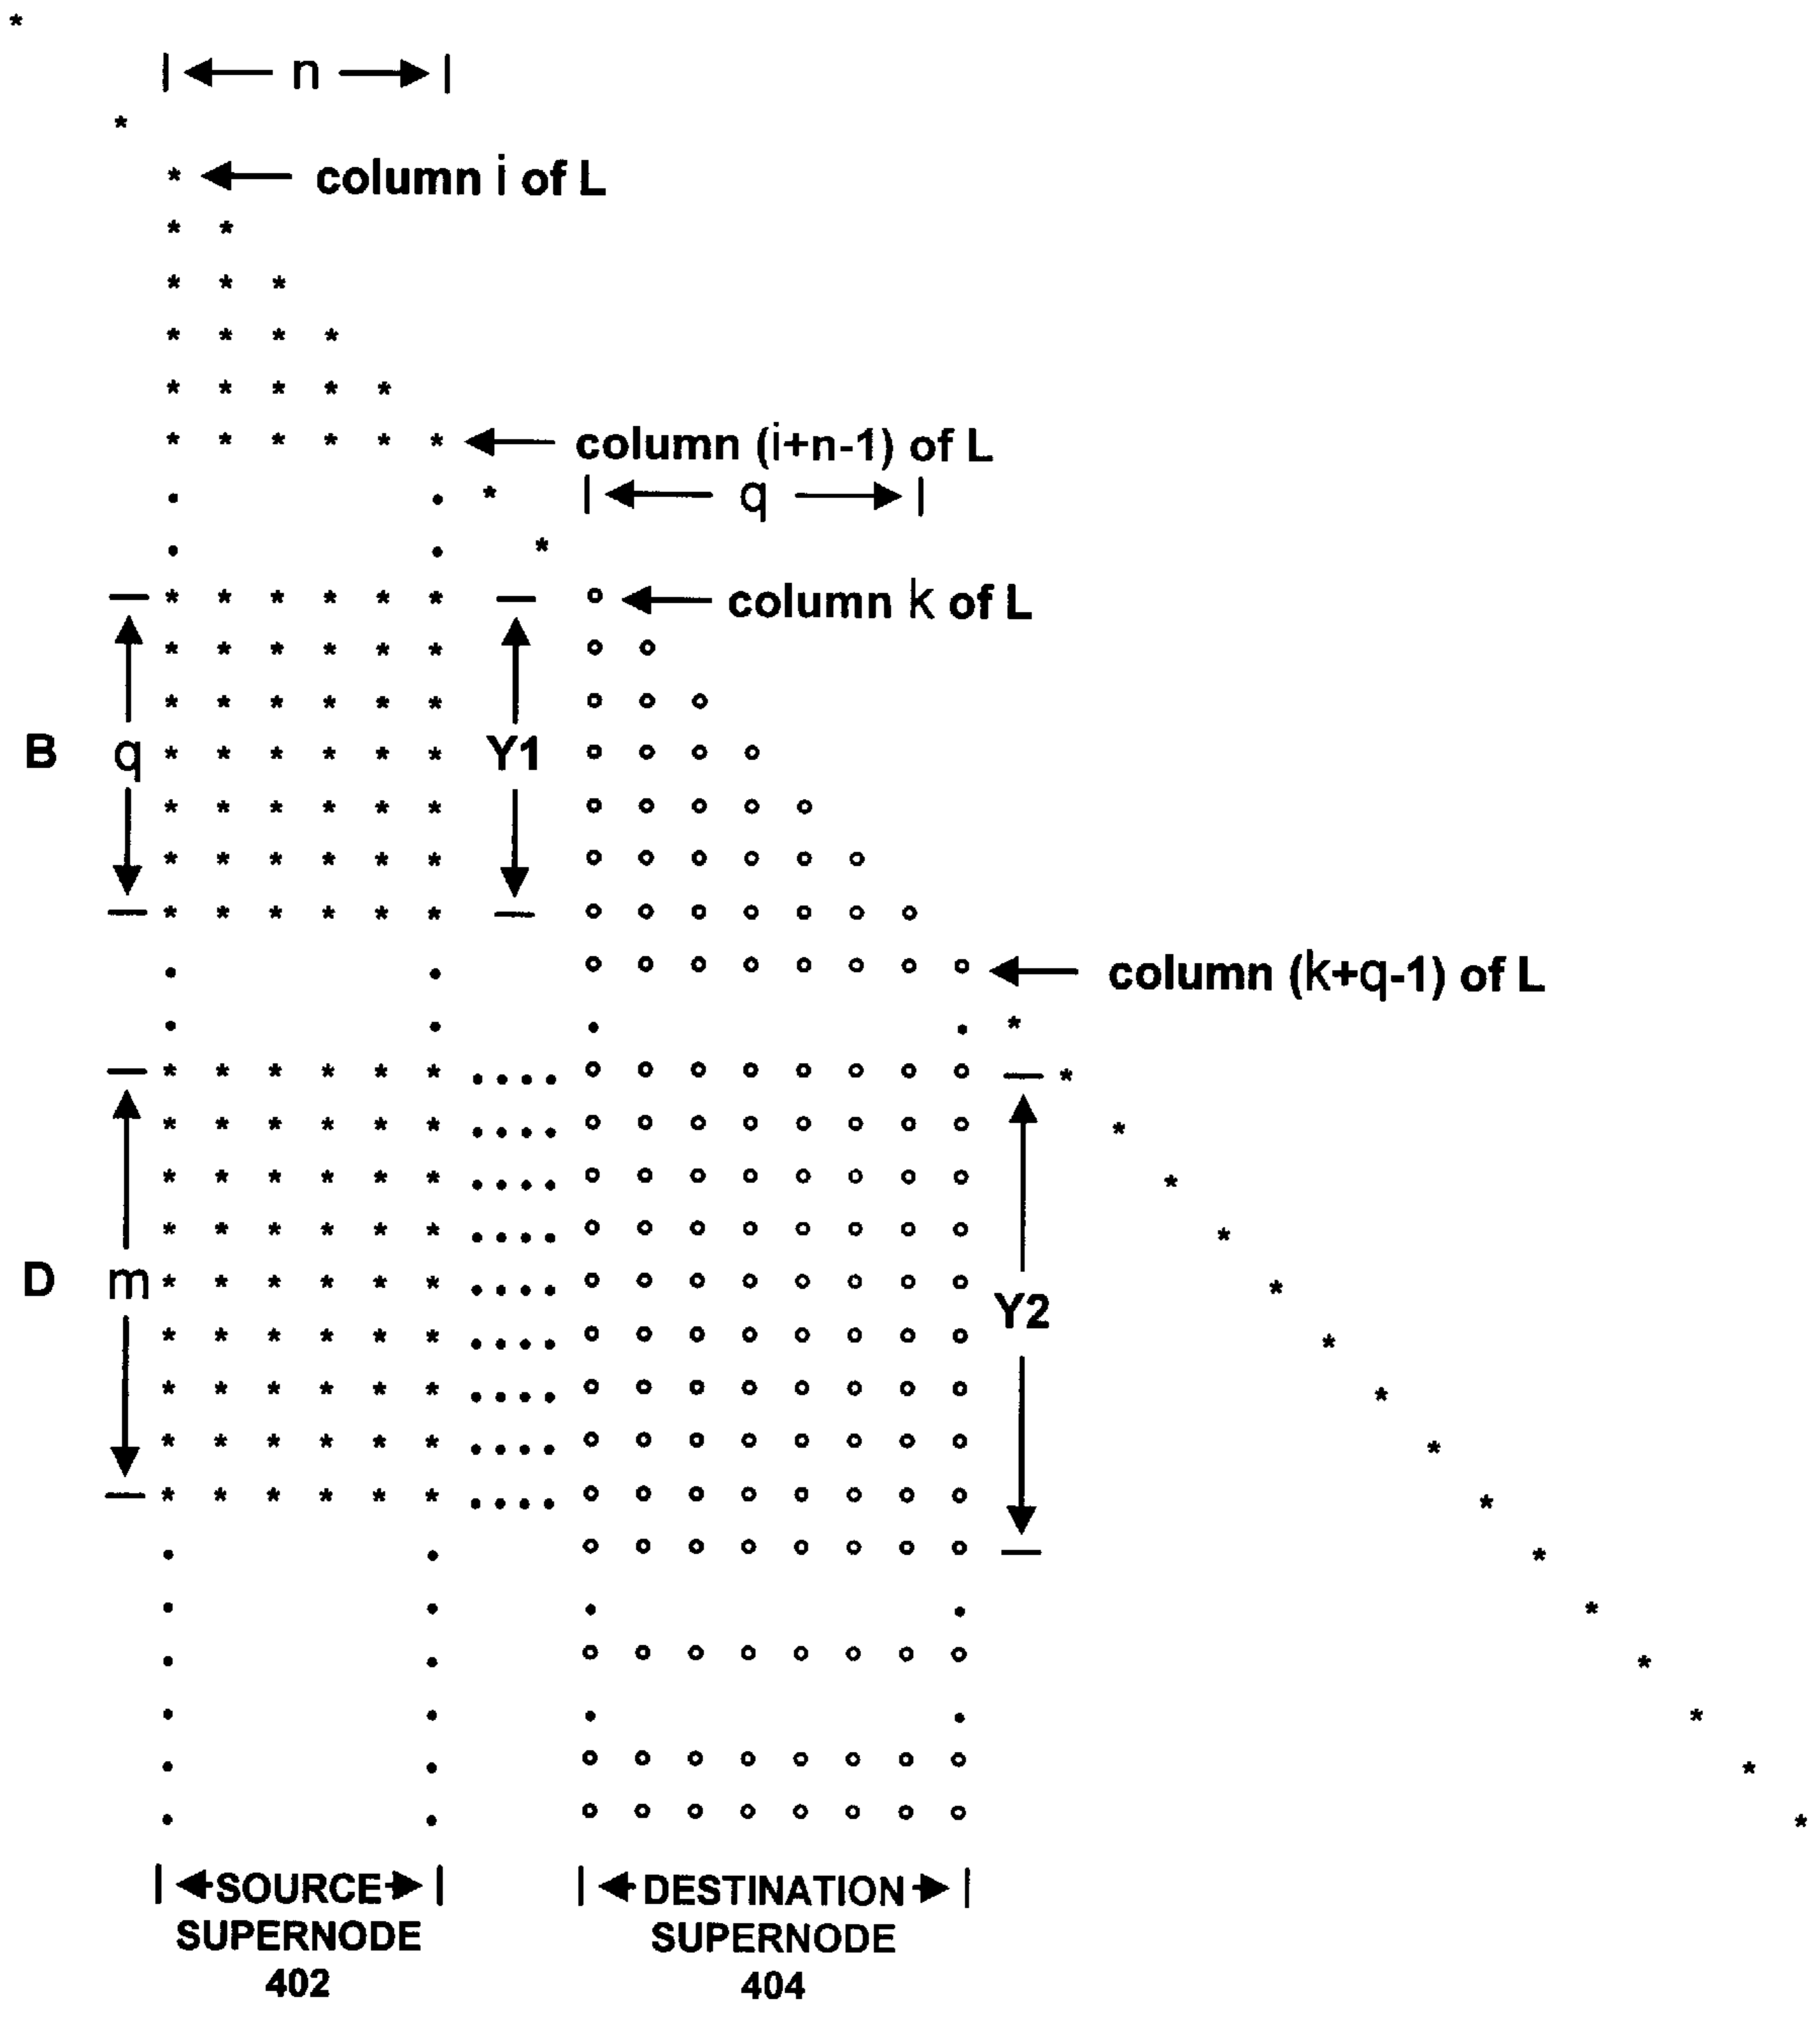 n
column i of L
column (i+n-1) of L
q
column k of L
B q Y1
column (k+q-1) of L
D m Y2
SOURCE SUPERNODE 402
DESTINATION SUPERNODE 404